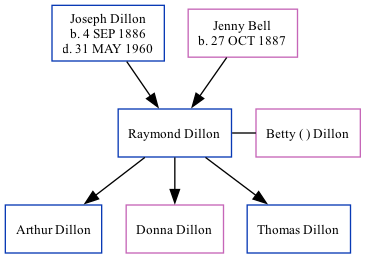 Joseph Dillon
b. 4 SEP 1886
d. 31 MAY 1960
Jenny Bell
b. 27 OCT 1887
Raymond Dillon
Betty ( ) Dillon
Arthur Dillon
Donna Dillon
Thomas Dillon